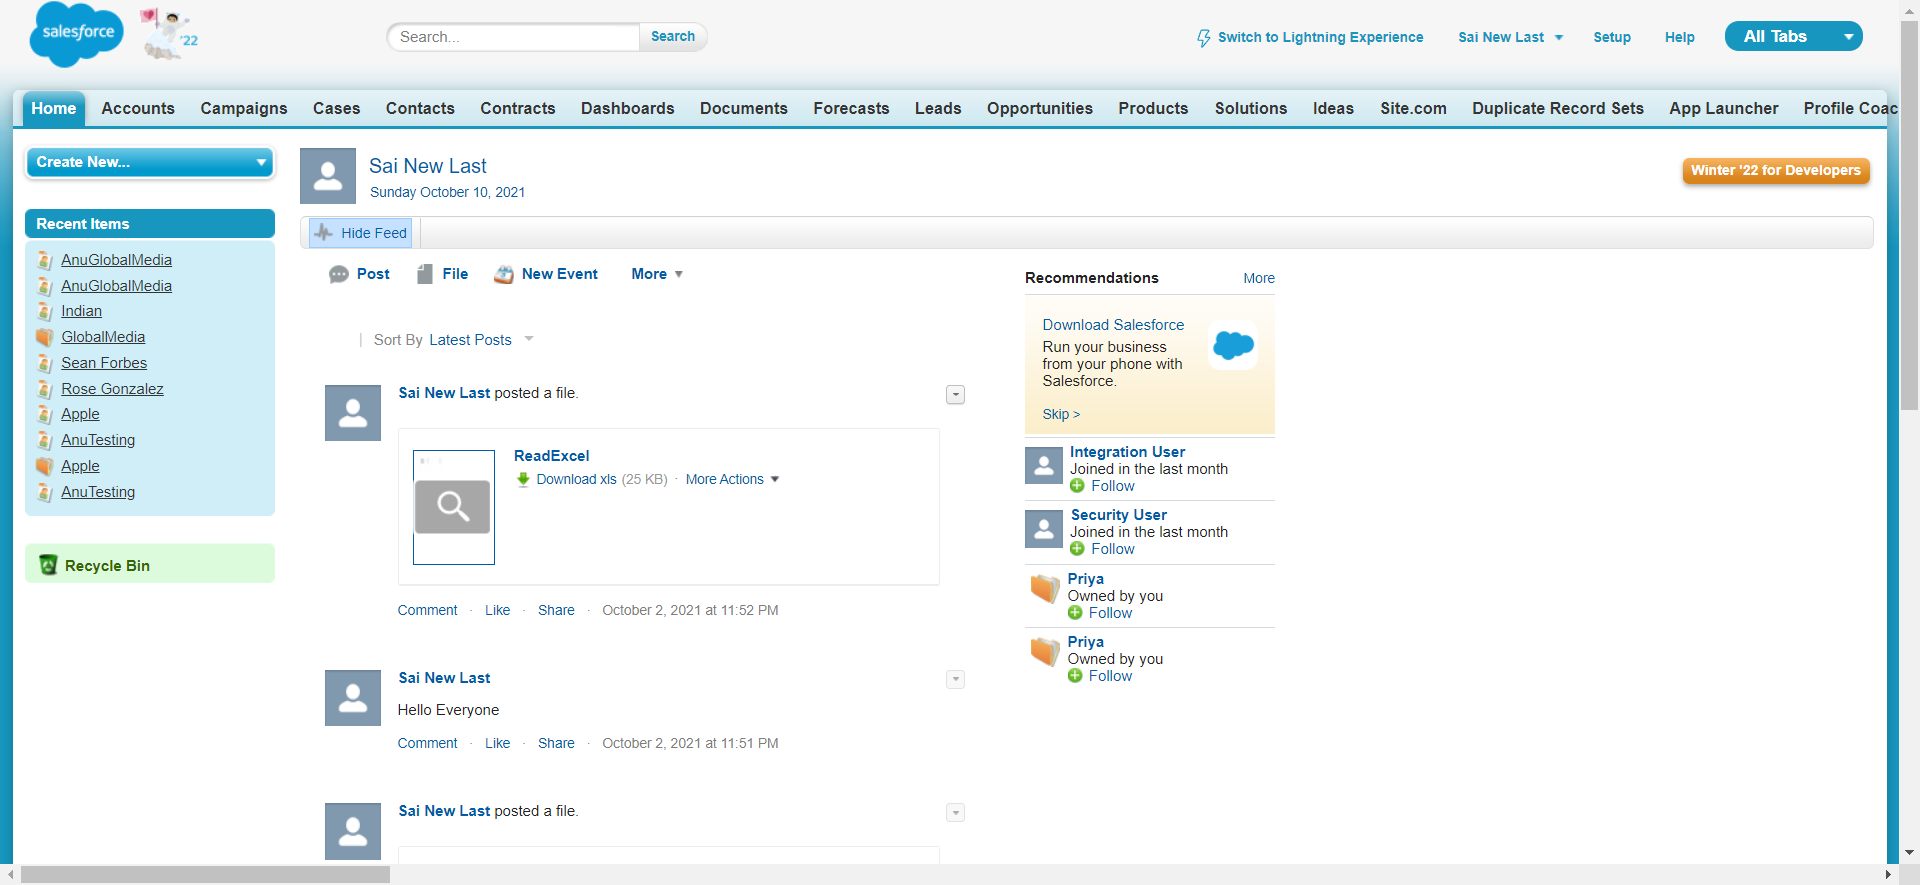 salesforce
'22
Search...
Search
Switch to Lightning Experience
Sai New Last
Setup
Help
All Tabs
Home
Accounts
Campaigns
Cases
Contacts
Contracts
Dashboards
Documents
Forecasts
Leads
Opportunities
Products
Solutions
Ideas
Site.com
Duplicate Record Sets
App Launcher
Profile Coac
Create New...
Recent Items
AnuGlobalMedia
AnuGlobalMedia
Indian
GlobalMedia
Sean Forbes
Rose Gonzalez
Apple
AnuTesting
Apple
AnuTesting
Recycle Bin
Sai New Last
Sunday October 10, 2021
Winter '22 for Developers
Hide Feed
Post
File
New Event
More
Sort By Latest Posts
Sai New Last posted a file.
ReadExcel
Download xls (25 KB) · More Actions
Comment · Like · Share · October 2, 2021 at 11:52 PM
Sai New Last
Hello Everyone
Comment · Like · Share · October 2, 2021 at 11:51 PM
Sai New Last posted a file.
Recommendations
More
Download Salesforce
Run your business
from your phone with
Salesforce.
Skip >
Integration User
Joined in the last month
Follow
Security User
Joined in the last month
Follow
Priya
Owned by you
Follow
Priya
Owned by you
Follow